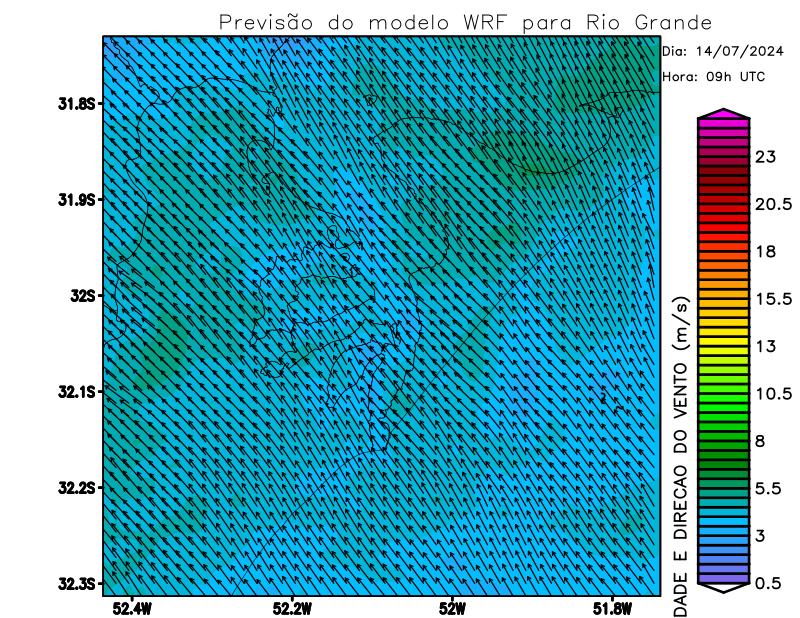 Previsão do modelo WRF para Rio Grande
Dia: 14/07/2024
Hora: 09h UTC
31.8S
31.9S
32S
32.1S
32.2S
32.3S
52.4W
52.2W
52W
51.8W
23
20.5
18
15.5
13
10.5
8
5.5
3
0.5
DADE E DIRECAO DO VENTO (m/s)